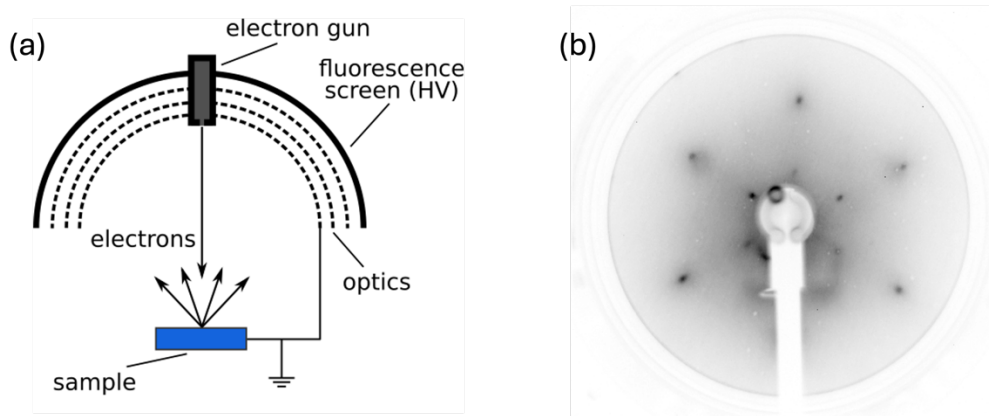 (a)
electron gun
fluorescence
screen (HV)
electrons
optics
sample
(b)